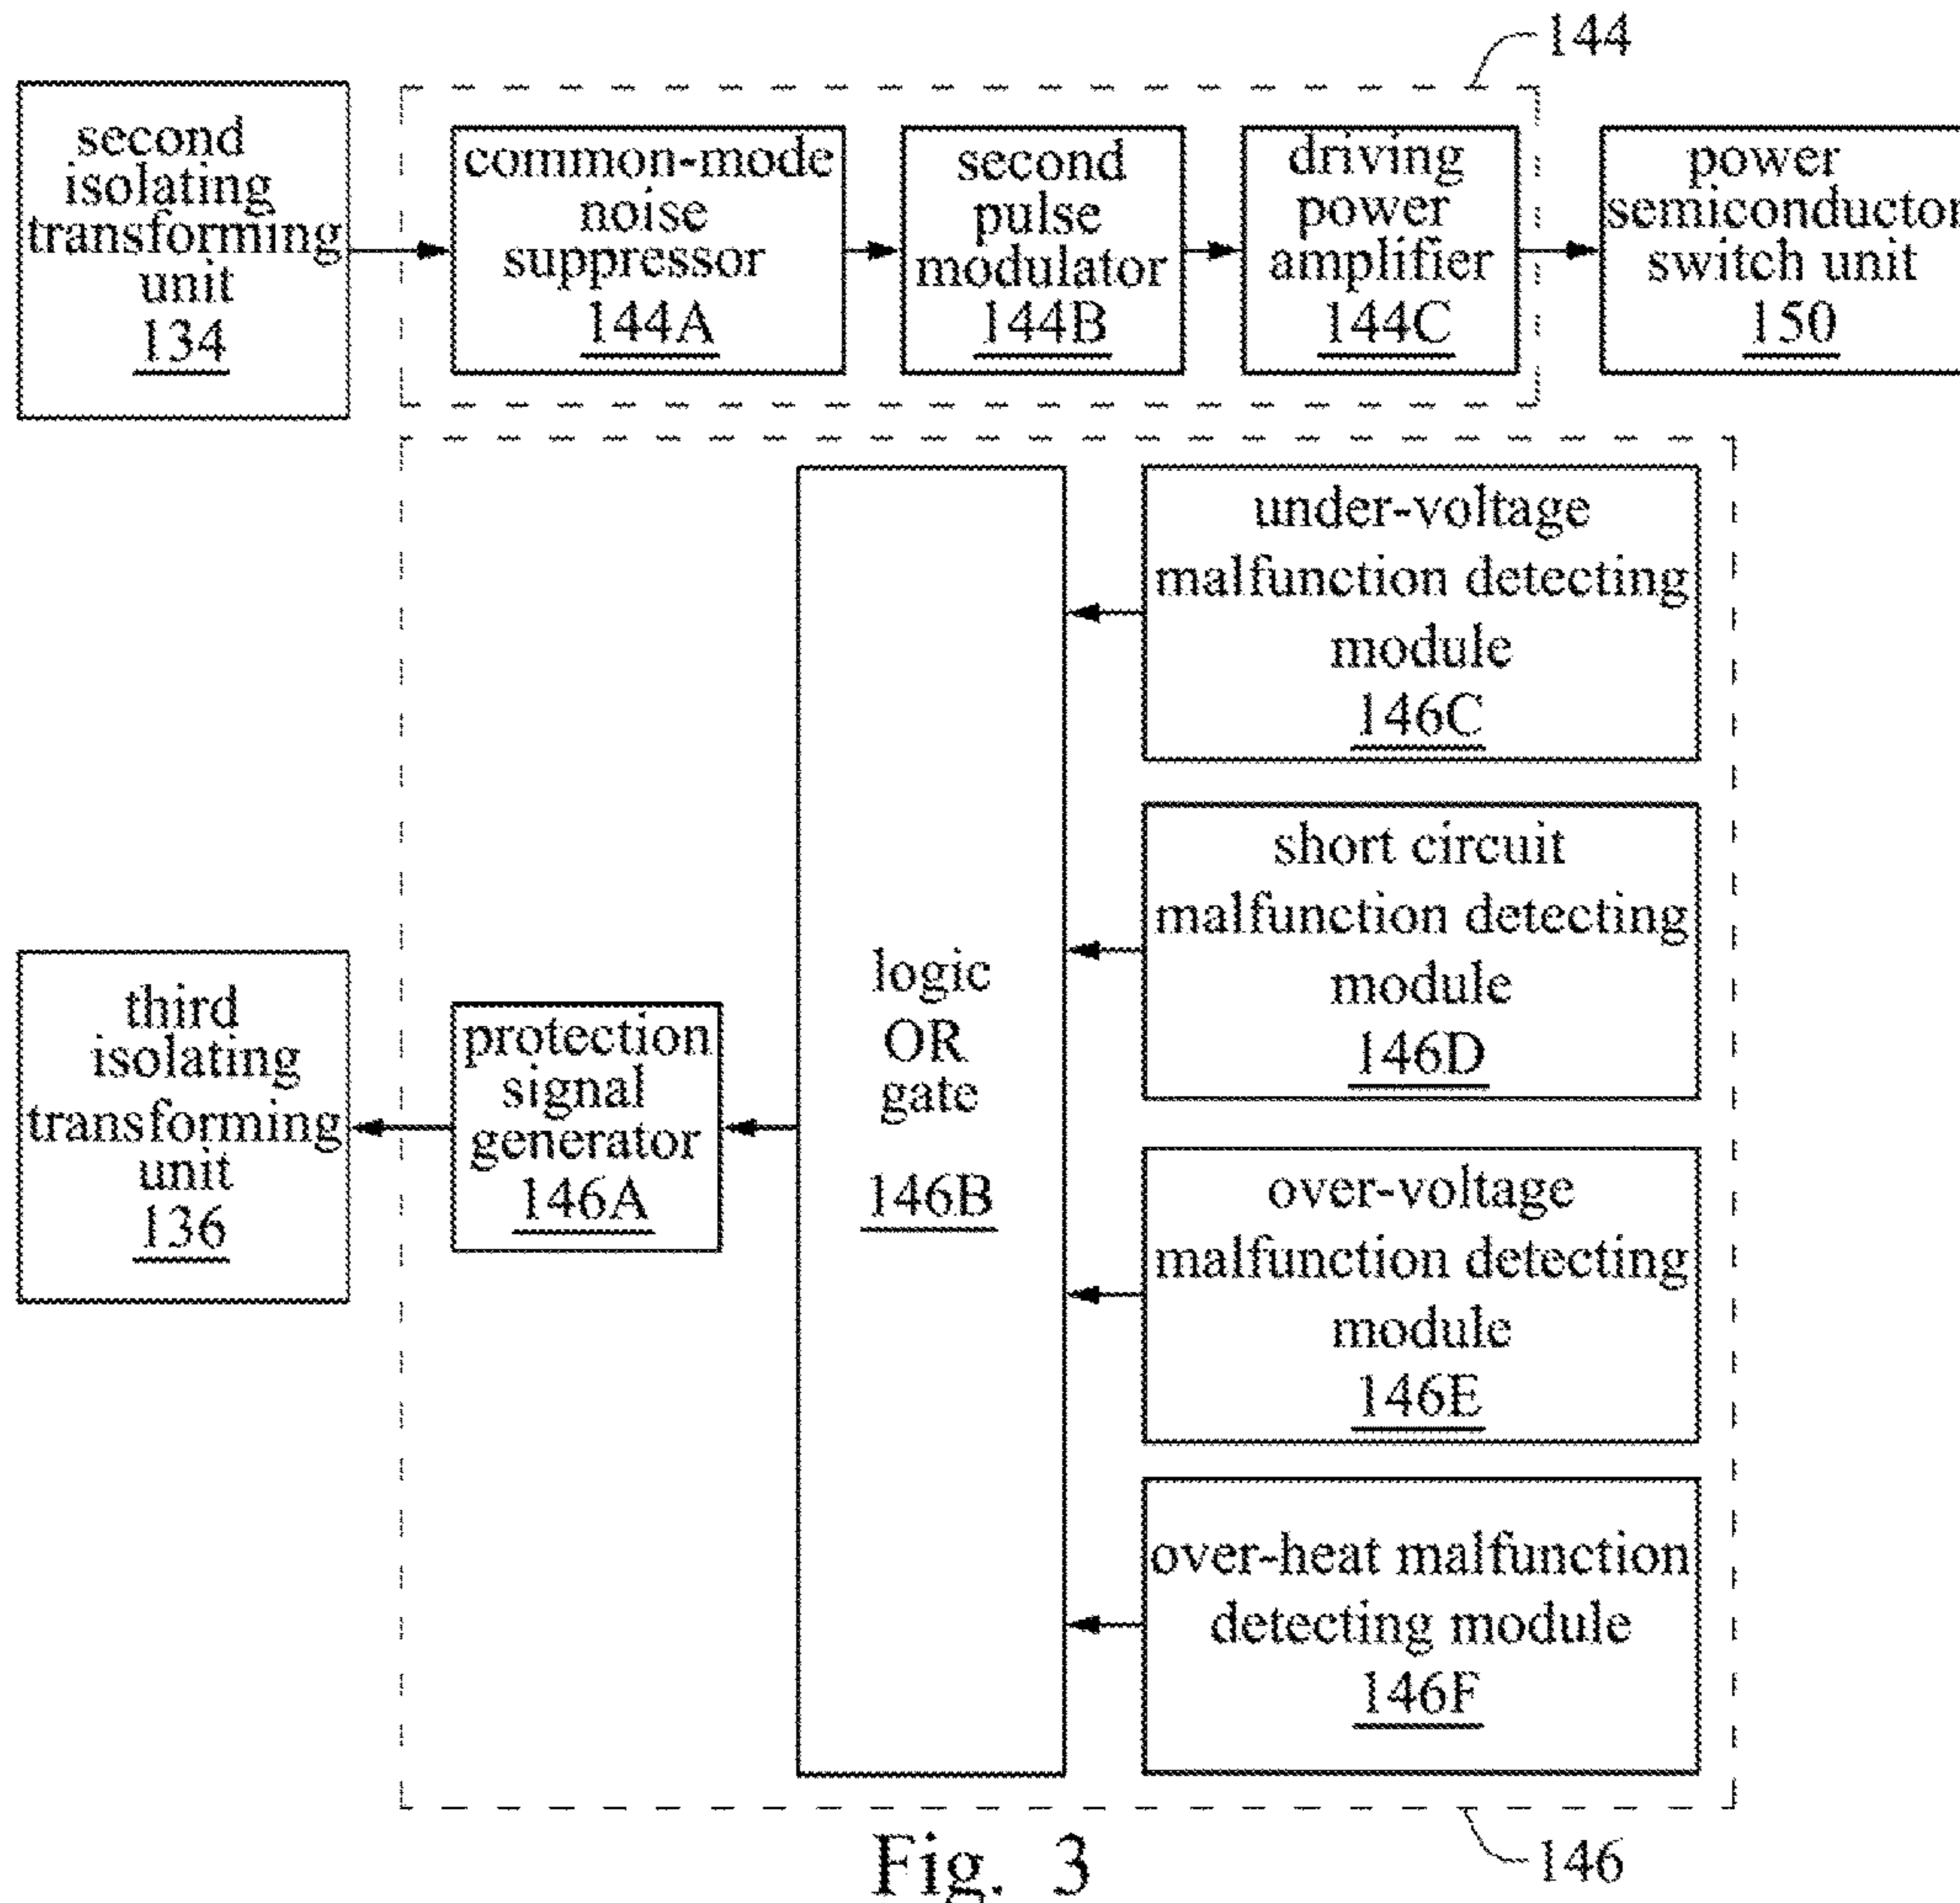 144
second
isolating
transforming
unit
134
common-mode
noise
suppressor
144A
second
pulse
modulator
144B
driving
power
amplifier
144C
power
semiconductor
switch unit
150
under-voltage
malfunction detecting
module
146C
short circuit
malfunction detecting
module
146D
third
isolating
transforming
unit
136
protection
signal
generator
146A
logic
OR
gate
146B
over-voltage
malfunction detecting
module
146E
over-heat malfunction
detecting module
146F
146
Fig. 3